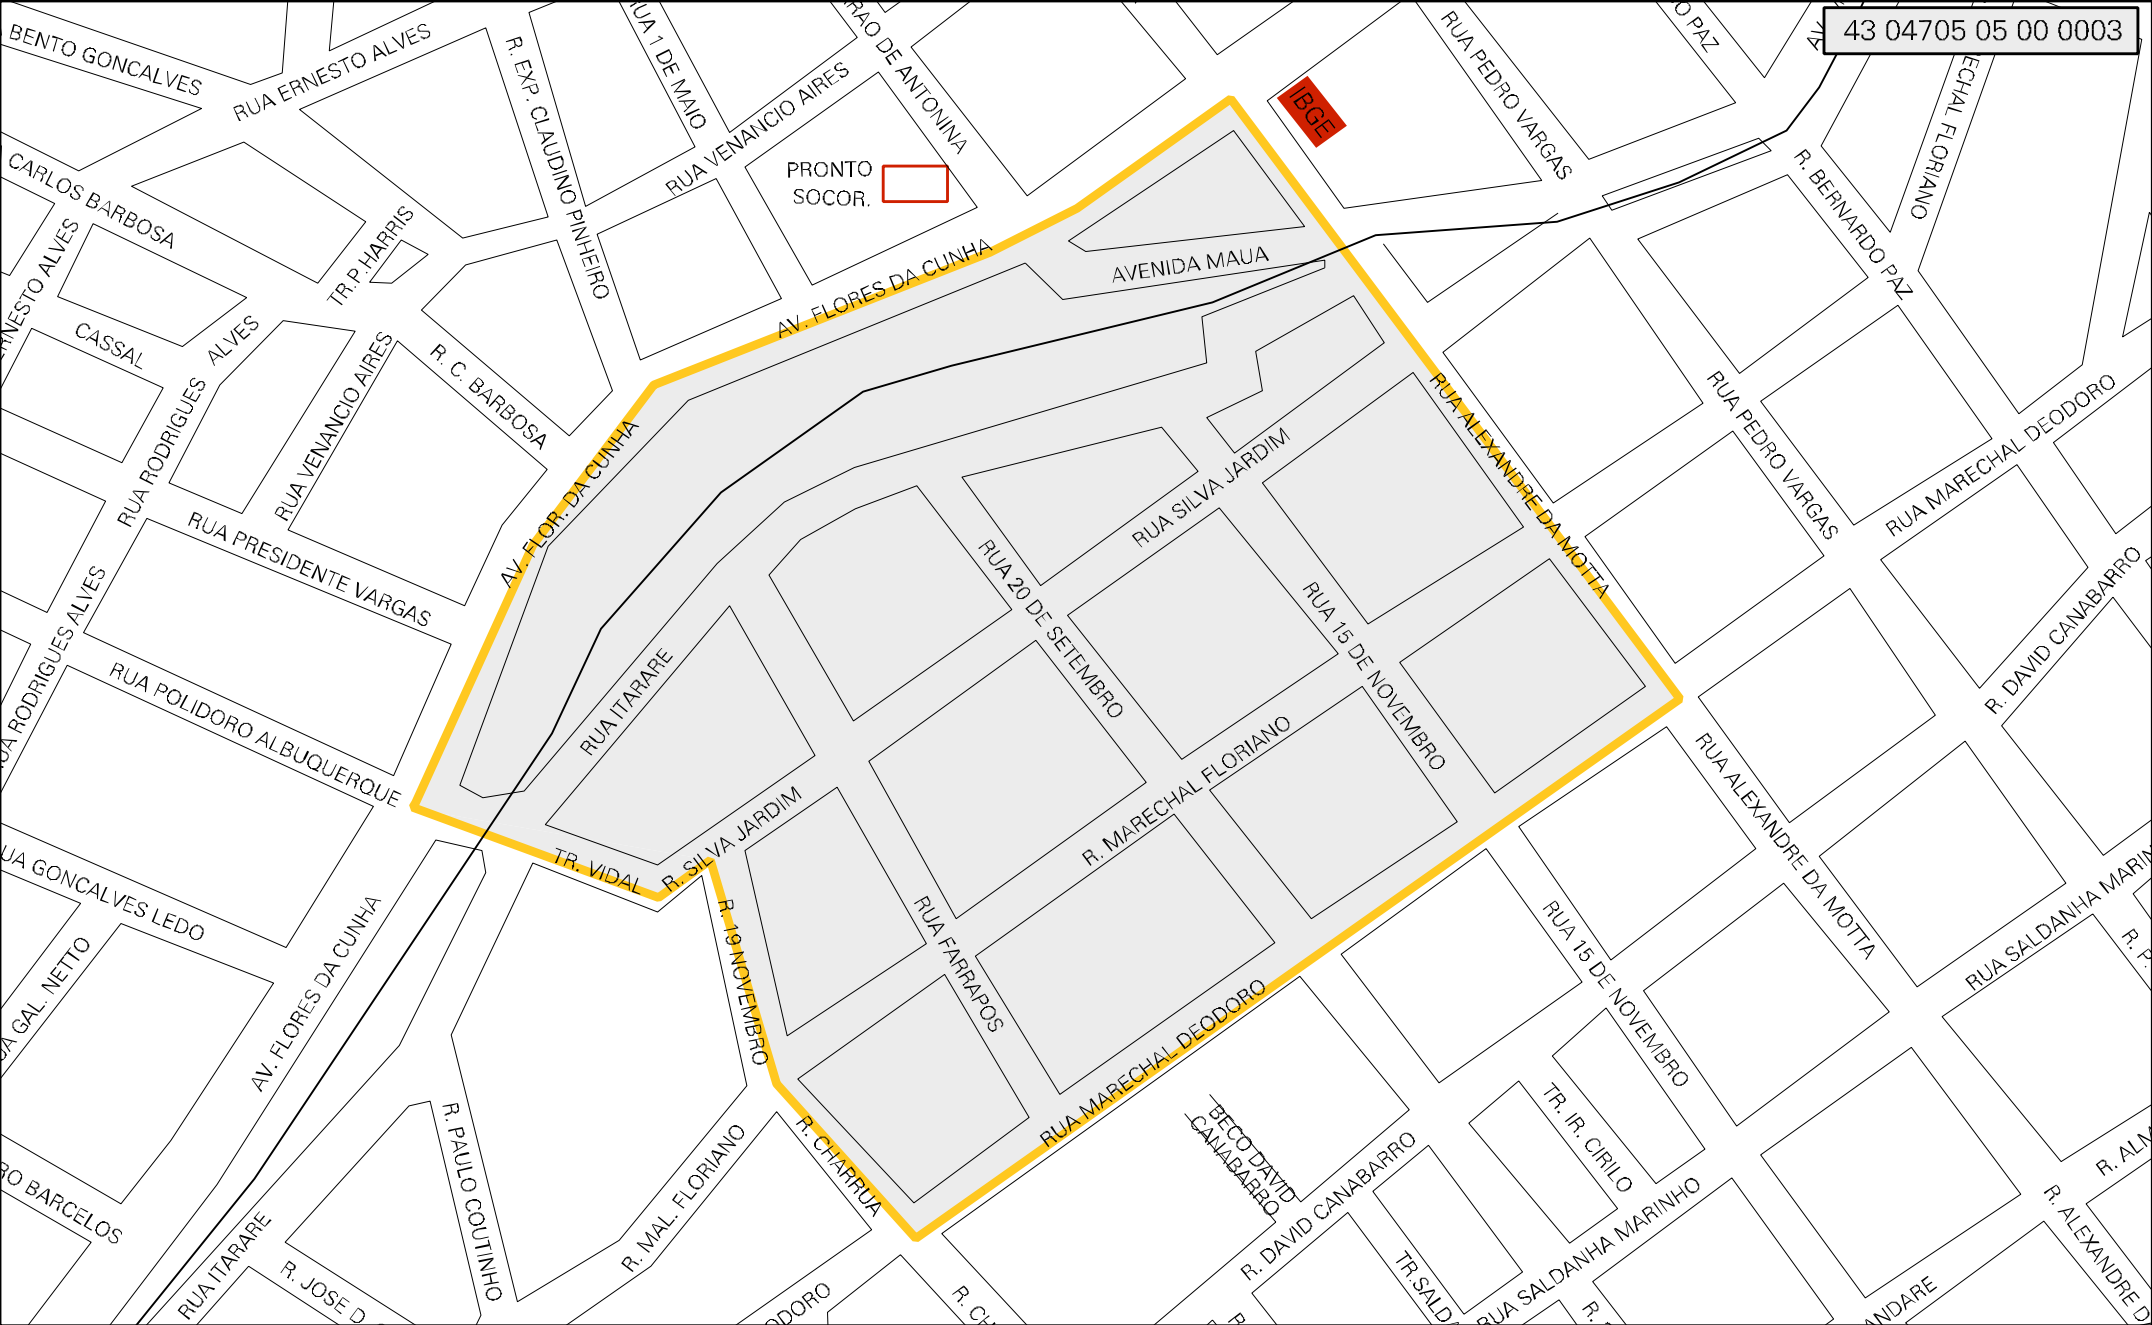 43 04705 05 00 0003
BENTO GONCALVES
RUA ERNESTO ALVES
R. EXP. CLAUDINO PINHEIRO
RUA 1 DE MAIO
RUA VENANCIO AIRES
DE ANTONINA
IBGE
RUA PEDRO VARGAS
PAZ
FLORIANO
R. BERNARDO PAZ
PRONTO
SOCOR.
CARLOS BARBOSA
TR.P.HARRIS
ALVES
CASSAL
ALVES
RUA RODRIGUES
RUA VENANCIO AIRES
R. C. BARBOSA
AV. FLORES DA CUNHA
AVENIDA MAUA
AV. FLOR. DA CUNHA
RUA ALEXANDRE DA MOTTA
RUA PEDRO VARGAS
RUA MARECHAL DEODORO
RUA SILVA JARDIM
RUA PRESIDENTE VARGAS
RUA 20 DE SETEMBRO
RUA 15 DE NOVEMBRO
R. DAVID CANABARRO
RODRIGUES ALVES
RUA POLIDORO ALBUQUERQUE
RUA ITARARE
R. MARECHAL FLORIANO
RUA ALEXANDRE DA MOTTA
TR. VIDAL
R. SILVA JARDIM
R. 19 NOVEMBRO
RUA FARRAPOS
GONCALVES LEDO
GAL. NETTO
AV. FLORES DA CUNHA
RUA 15 DE NOVEMBRO
RUA SALDANHA
RUA MARECHAL DEODORO
R. CHARRUA
R. MAL. FLORIANO
R. PAULO COUTINHO
BARCELOS
RUA ITARARE
R. JOSE D.
BECO DAVID
CANABARRO
R. DAVID CANABARRO
TR. IR. CIRILO
RUA SALDANHA MARINHO
R. ALEXANDRE